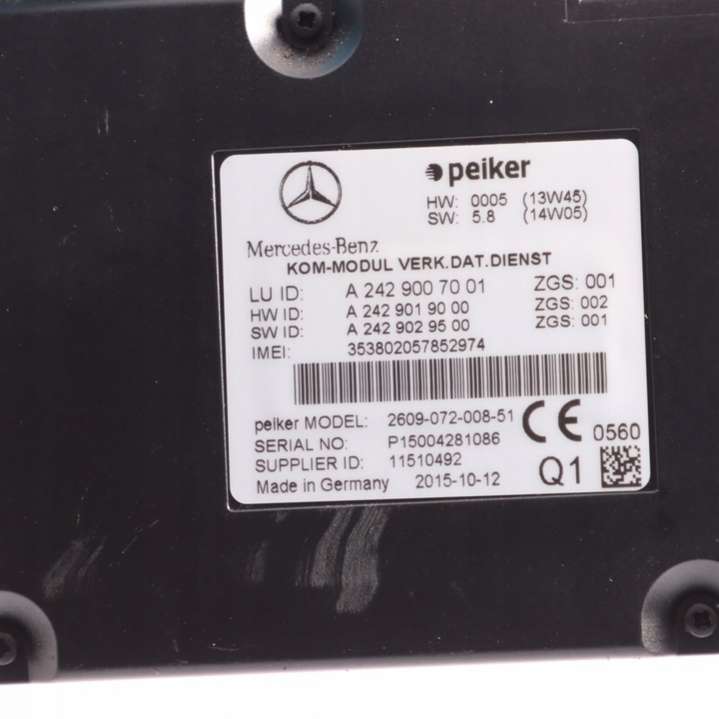 peiker
HW: 0005 (13W45)
SW: 5.8 (14W05)
Mercedes-Benz
KOM-MODUL VERK.DAT.DIENST
LU ID: A 242 900 70 01 ZGS: 001
HW ID: A 242 901 90 00 ZGS: 002
SW ID: A 242 902 95 00 ZGS: 001
IMEI: 353802057852974
peiker MODEL: 2609-072-008-51
SERIAL NO: P15004281086
CE 0560
SUPPLIER ID: 11510492
Made in Germany 2015-10-12 Q1